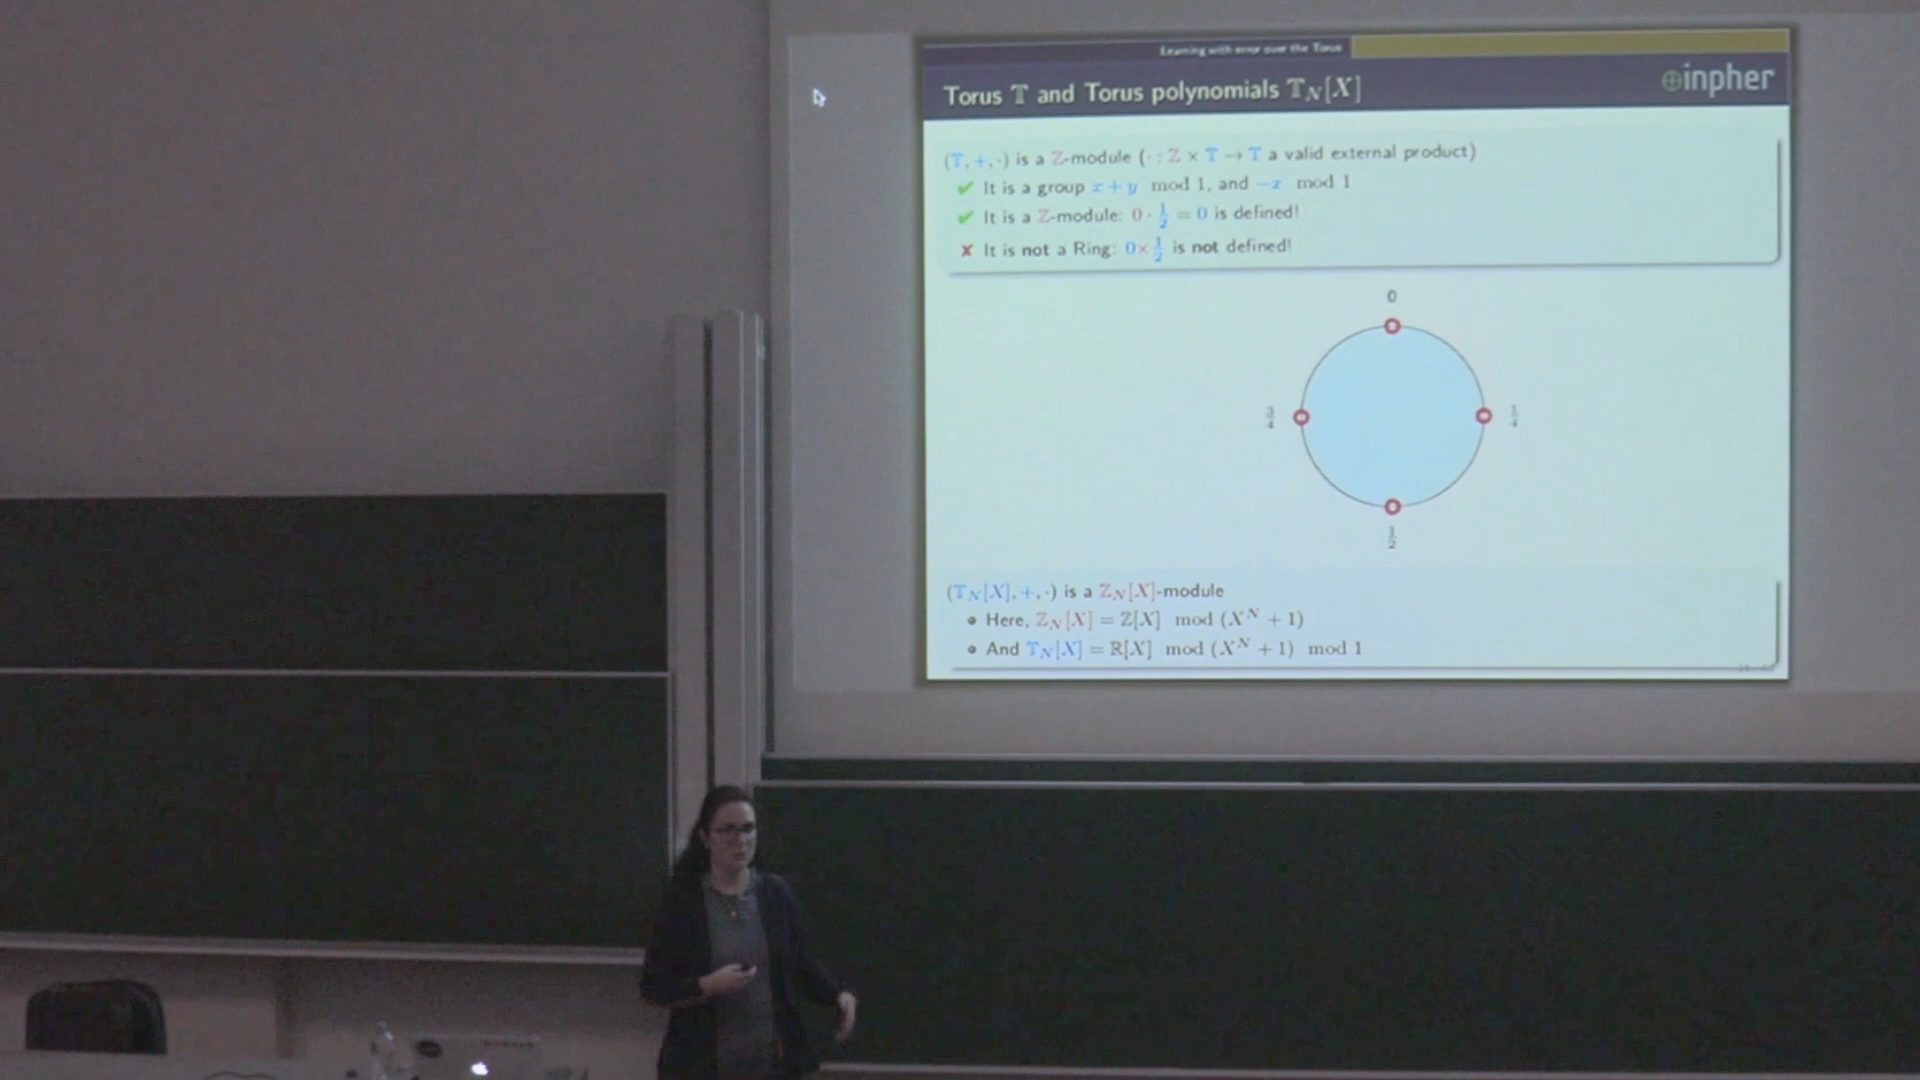 Learning with error over the Torus
Torus 𝕋 and Torus polynomials 𝕋_N[X]
inpher
(𝕋, +, ·) is a ℤ-module (· : ℤ × 𝕋 → 𝕋 a valid external product)
✔ It is a group x + y mod 1, and −x mod 1
✔ It is a ℤ-module: 0 · 1/2 = 0 is defined!
✘ It is not a Ring: 0 × 1/2 is not defined!
0
3/4
1/4
1/2
(𝕋_N[X], +, ·) is a ℤ_N[X]-module
• Here, ℤ_N[X] = ℤ[X] mod (X^N + 1)
• And 𝕋_N[X] = ℝ[X] mod (X^N + 1) mod 1